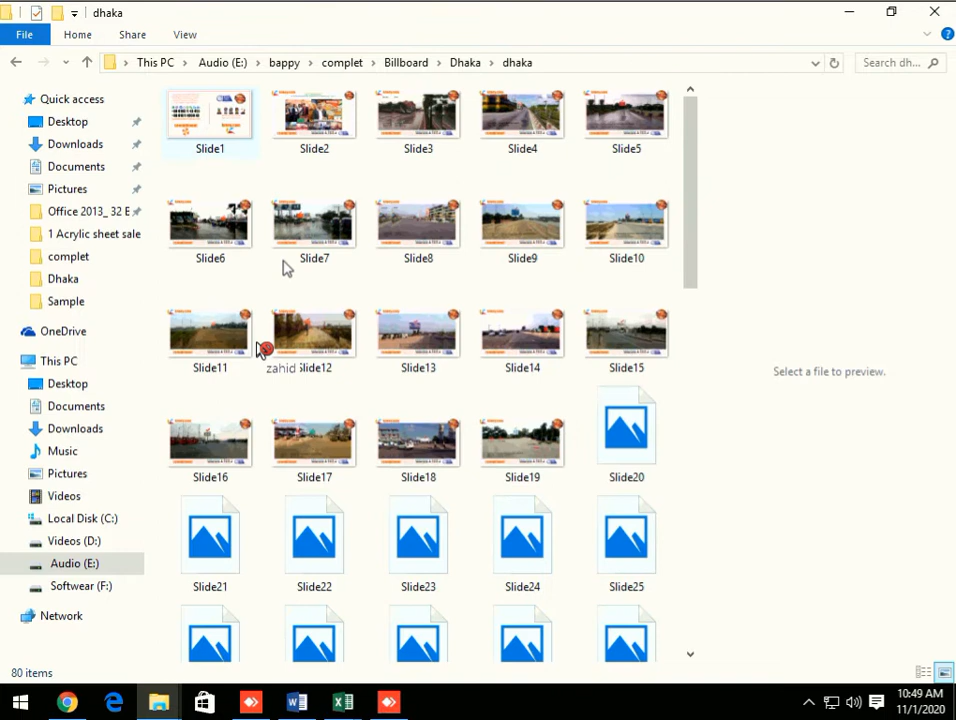 dhaka
File
Home
Share
View
This PC
Audio (E:)
bappy
complet
Billboard
Dhaka
dhaka
Search dh...
Quick access
Desktop
Downloads
Documents
Pictures
Office 2013_ 32 E
1 Acrylic sheet sale
complet
Dhaka
Sample
OneDrive
This PC
Desktop
Documents
Downloads
Music
Pictures
Videos
Local Disk (C:)
Videos (D:)
Audio (E:)
Softwear (F:)
Network
Slide1
Slide2
Slide3
Slide4
Slide5
Slide6
Slide7
Slide8
Slide9
Slide10
Slide11
zahid
Slide12
Slide13
Slide14
Slide15
Slide16
Slide17
Slide18
Slide19
Slide20
Slide21
Slide22
Slide23
Slide24
Slide25
Select a file to preview.
80 items
10:49 AM
11/1/2020